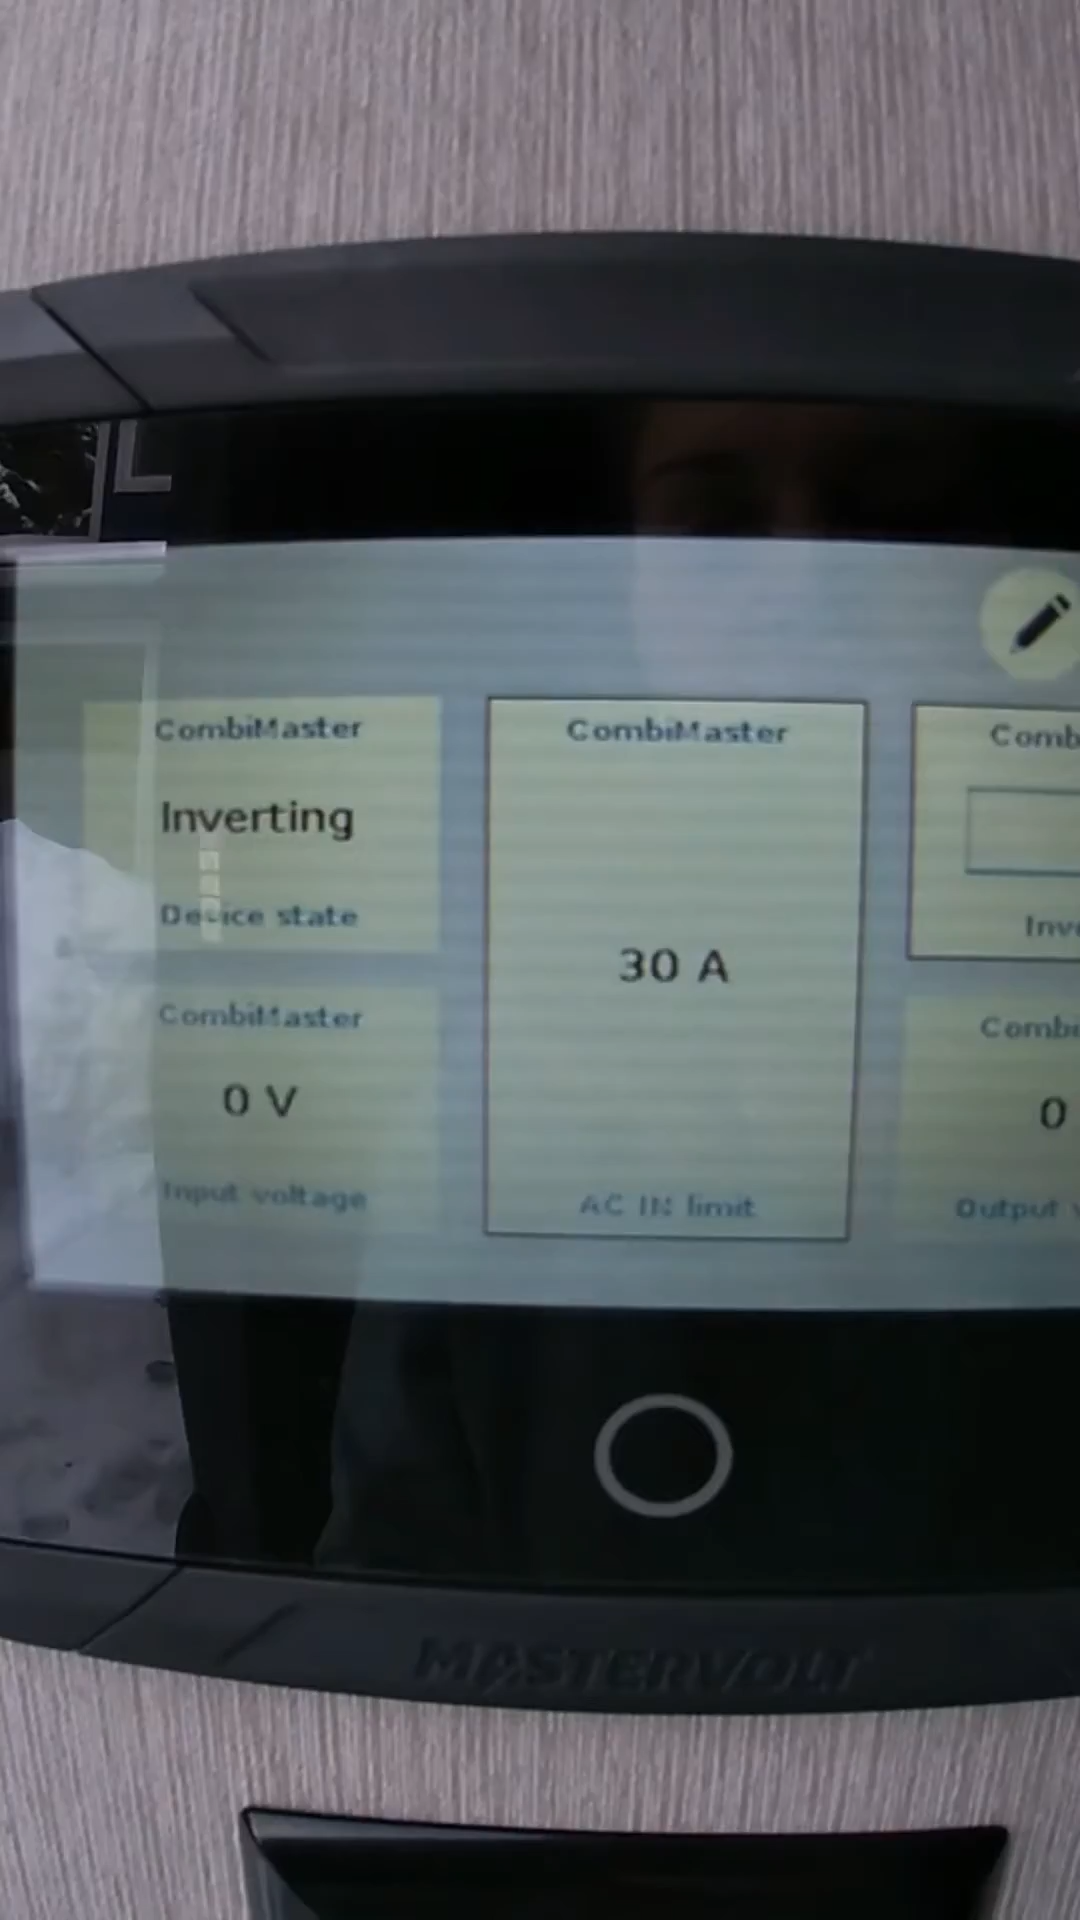 CombiMaster
Inverting
Device state
CombiMaster
0 V
Input voltage
CombiMaster
30 A
AC IN limit
Comb
Inv
Combi
0
Output
MASTERVOLT